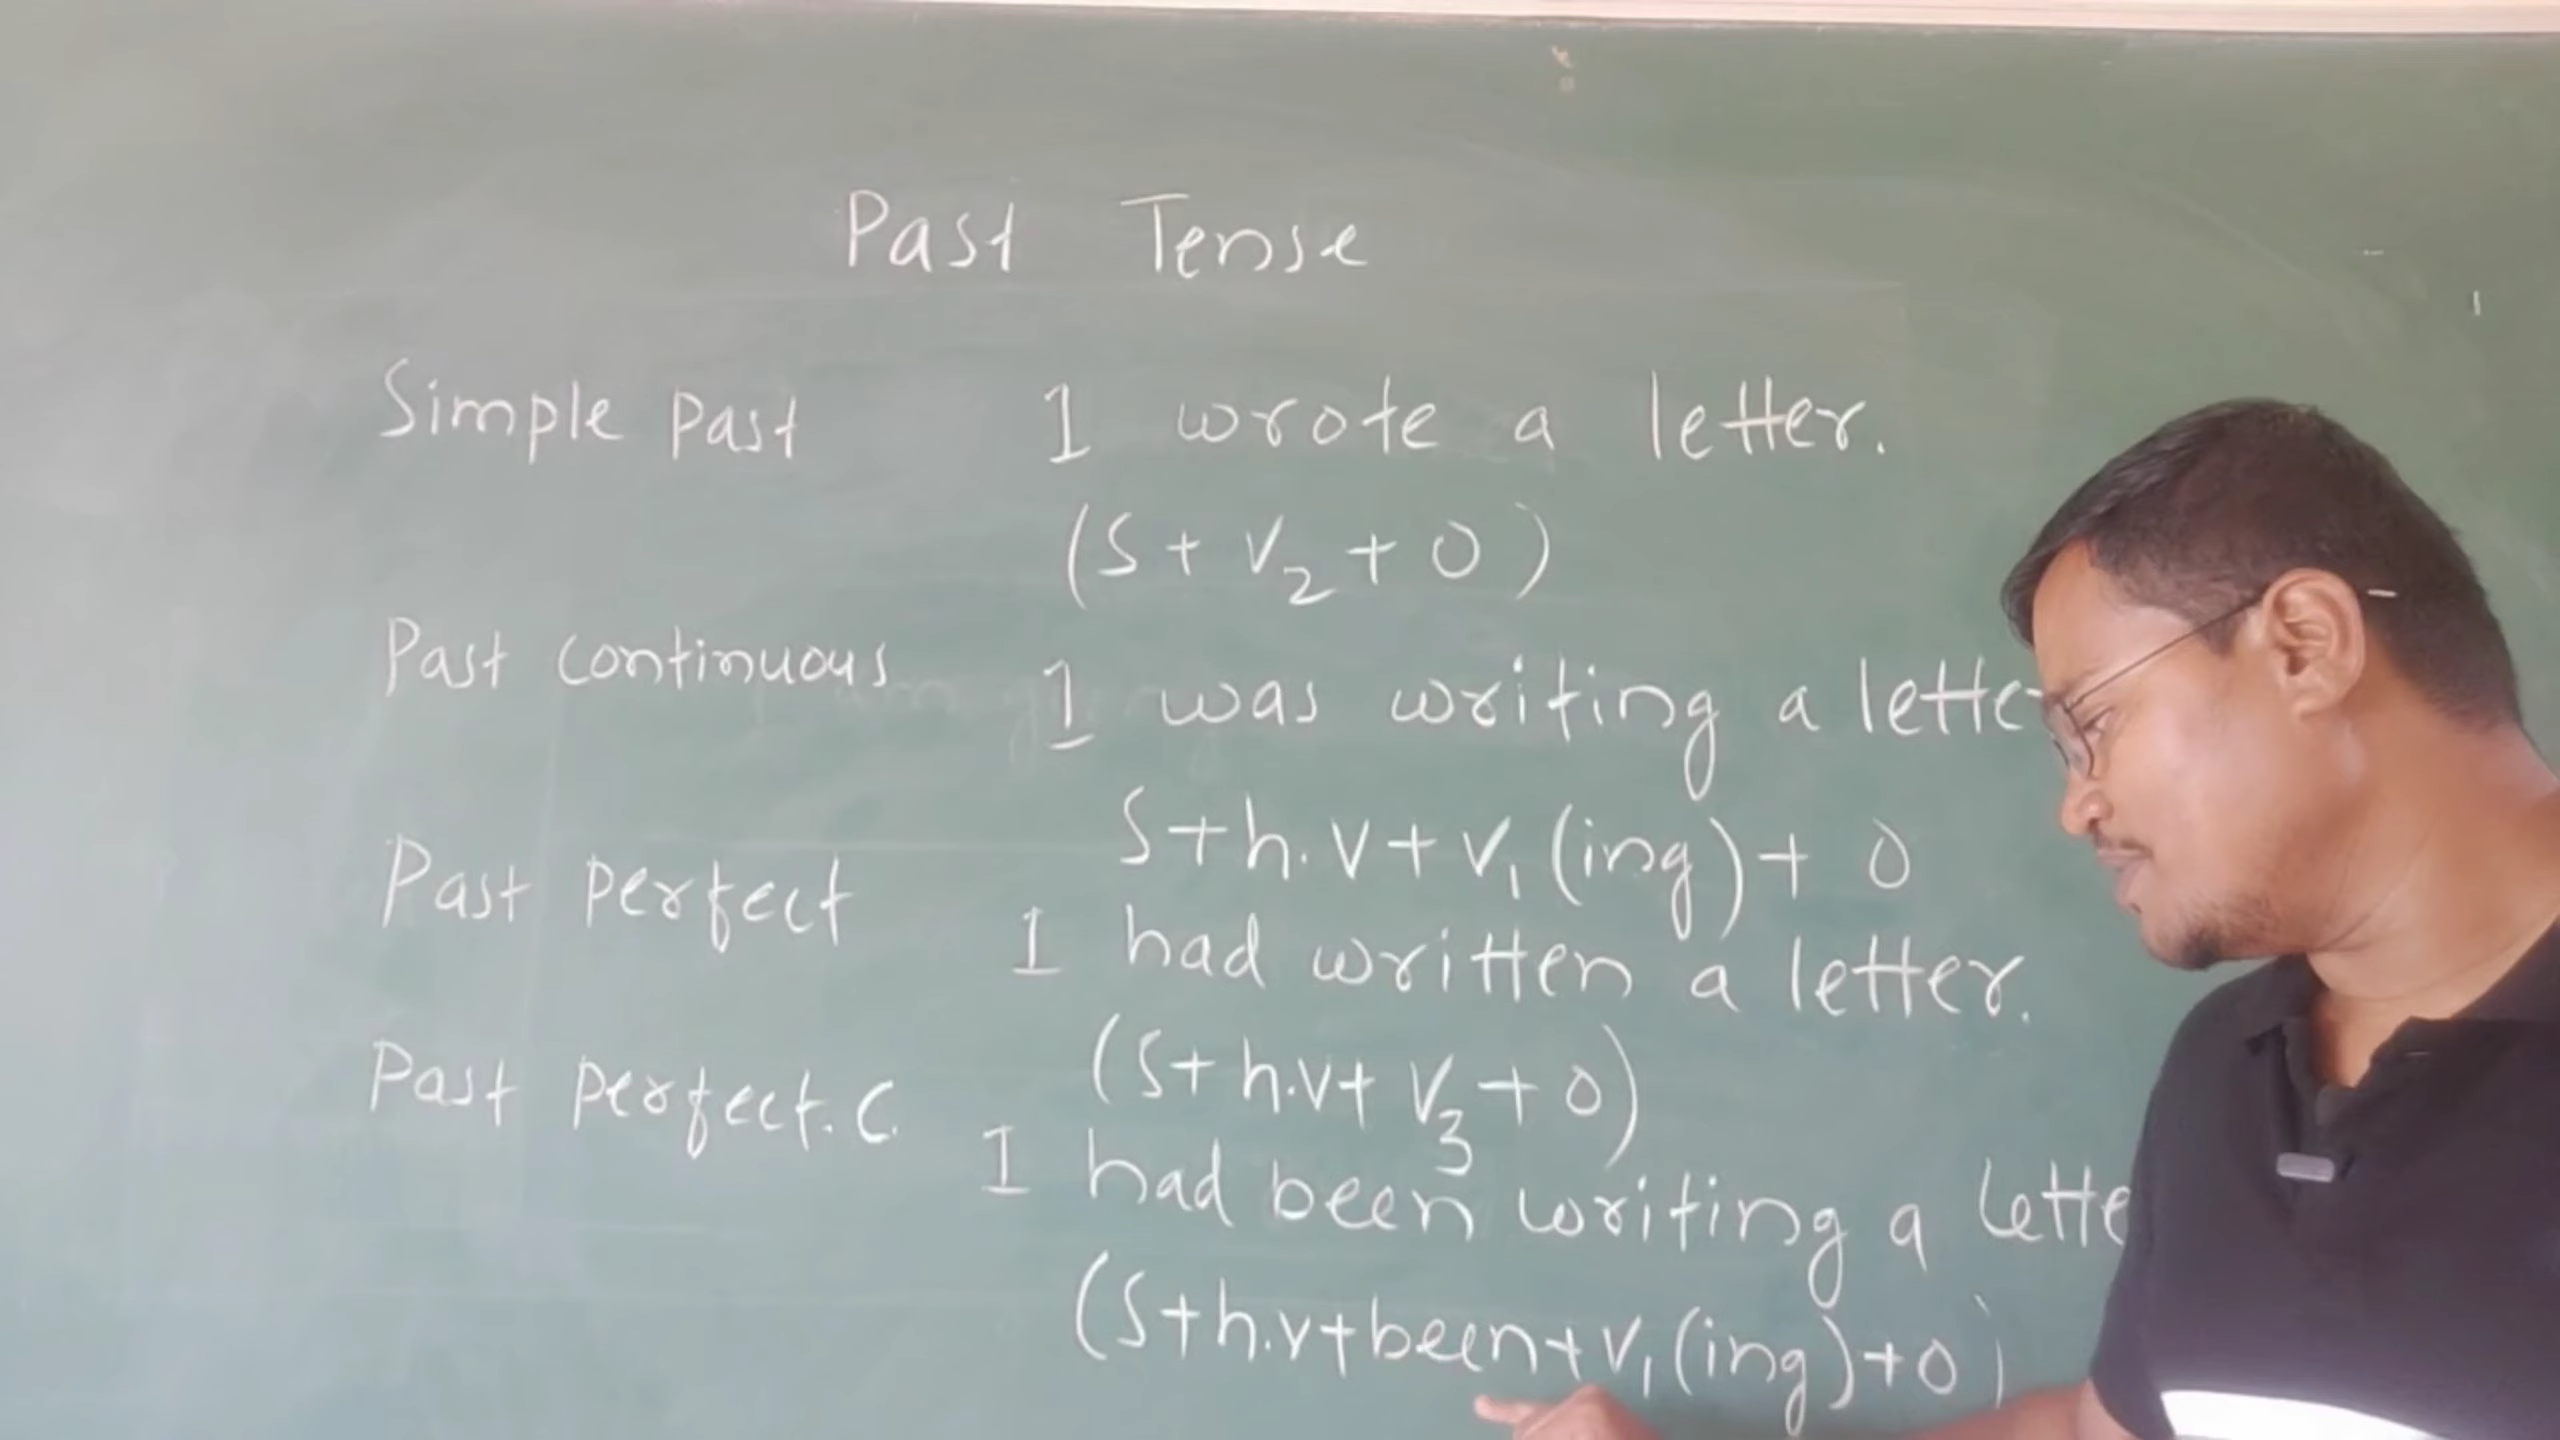 Past Tense
Simple past I wrote a letter.
(S + V2 + O)
Past continuous I was writing a lette
S + h.v + v1 (ing) + O
Past perfect
I had written a letter.
(S + h.v + V3 + O)
Past perfect. C.
I had been writing a lette
(S + h.v + been + v1 (ing) + O)